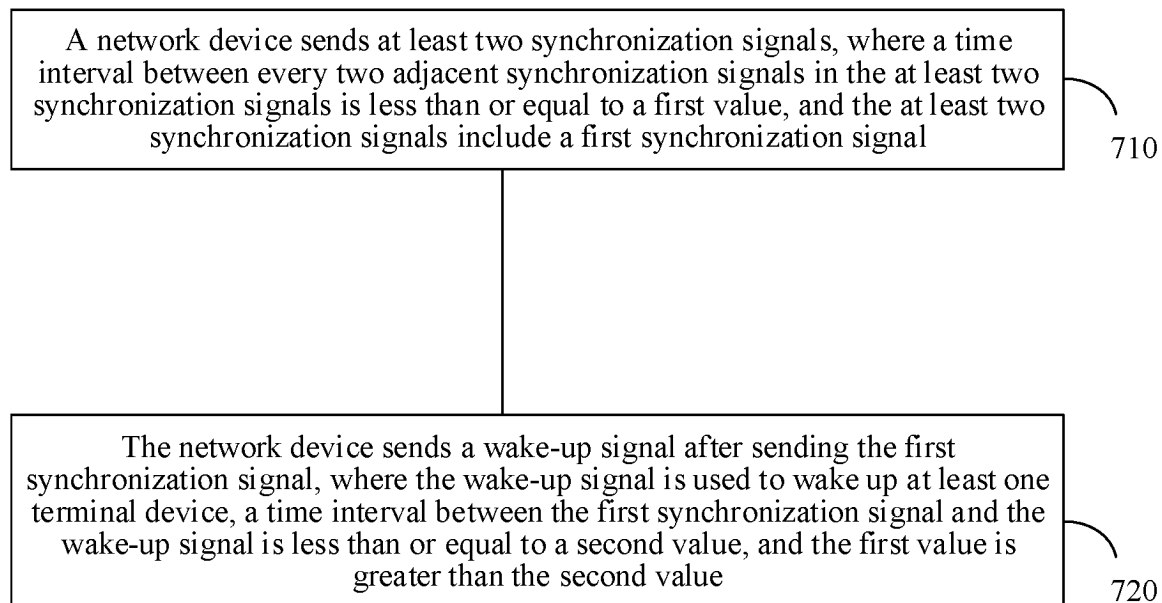 A network device sends at least two synchronization signals, where a time
interval between every two adjacent synchronization signals in the at least two
synchronization signals is less than or equal to a first value, and the at least two
synchronization signals include a first synchronization signal
710
The network device sends a wake-up signal after sending the first
synchronization signal, where the wake-up signal is used to wake up at least one
terminal device, a time interval between the first synchronization signal and the
wake-up signal is less than or equal to a second value, and the first value is
greater than the second value
720